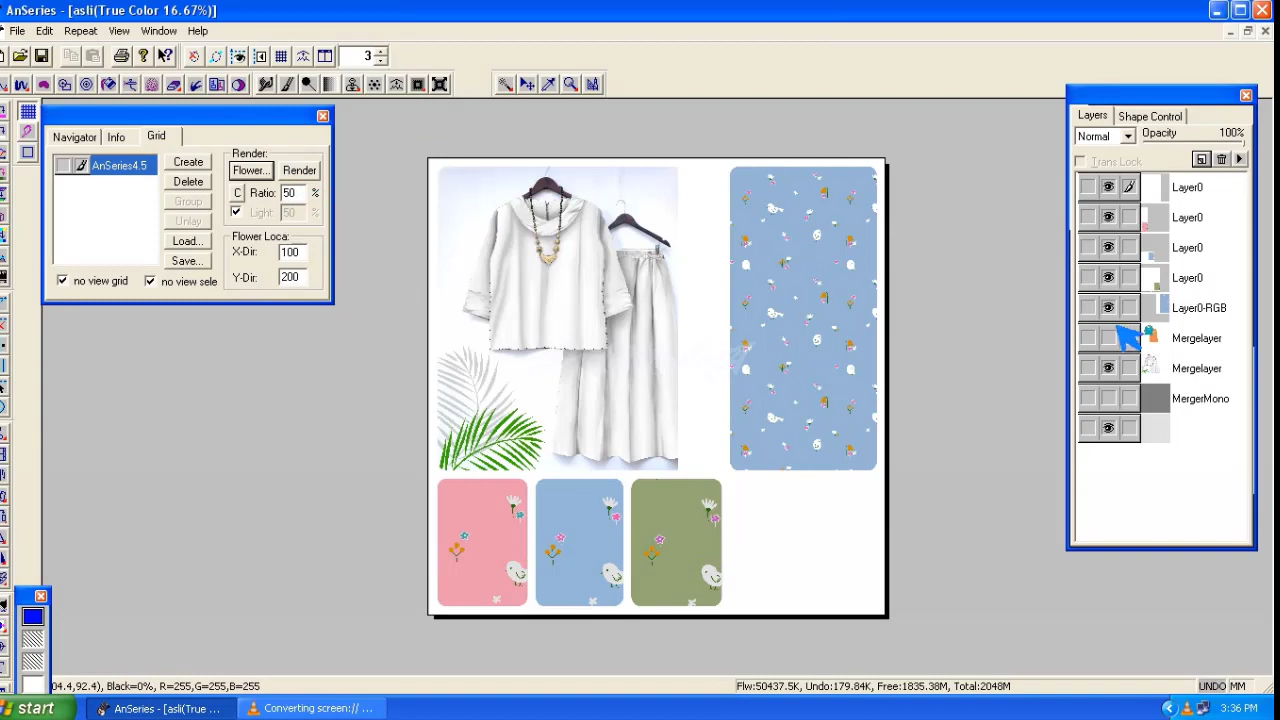 AnSeries - [asli(True Color 16.67%)]
File Edit Repeat View Window Help
3
Navigator Info Grid
AnSeries4.5
Create
Delete
Group
Unlay
Load...
Save...
Render:
Flower... Render
C Ratio: 50 %
Light: 50 %
Flower Loca:
X-Dir: 100
Y-Dir: 200
no view grid no view sele
Layers Shape Control
Normal Opacity 100%
Trans Lock
Layer0
Layer0
Layer0
Layer0
Layer0-RGB
Mergelayer
Mergelayer
MergerMono
04.4,92.4), Black=0%, R=255,G=255,B=255
Flw:50437.5K, Undo:179.84K, Free:1835.38M, Total:2048M
UNDO MM
start
AnSeries - [asli(True ...
Converting screen:// ...
3:36 PM